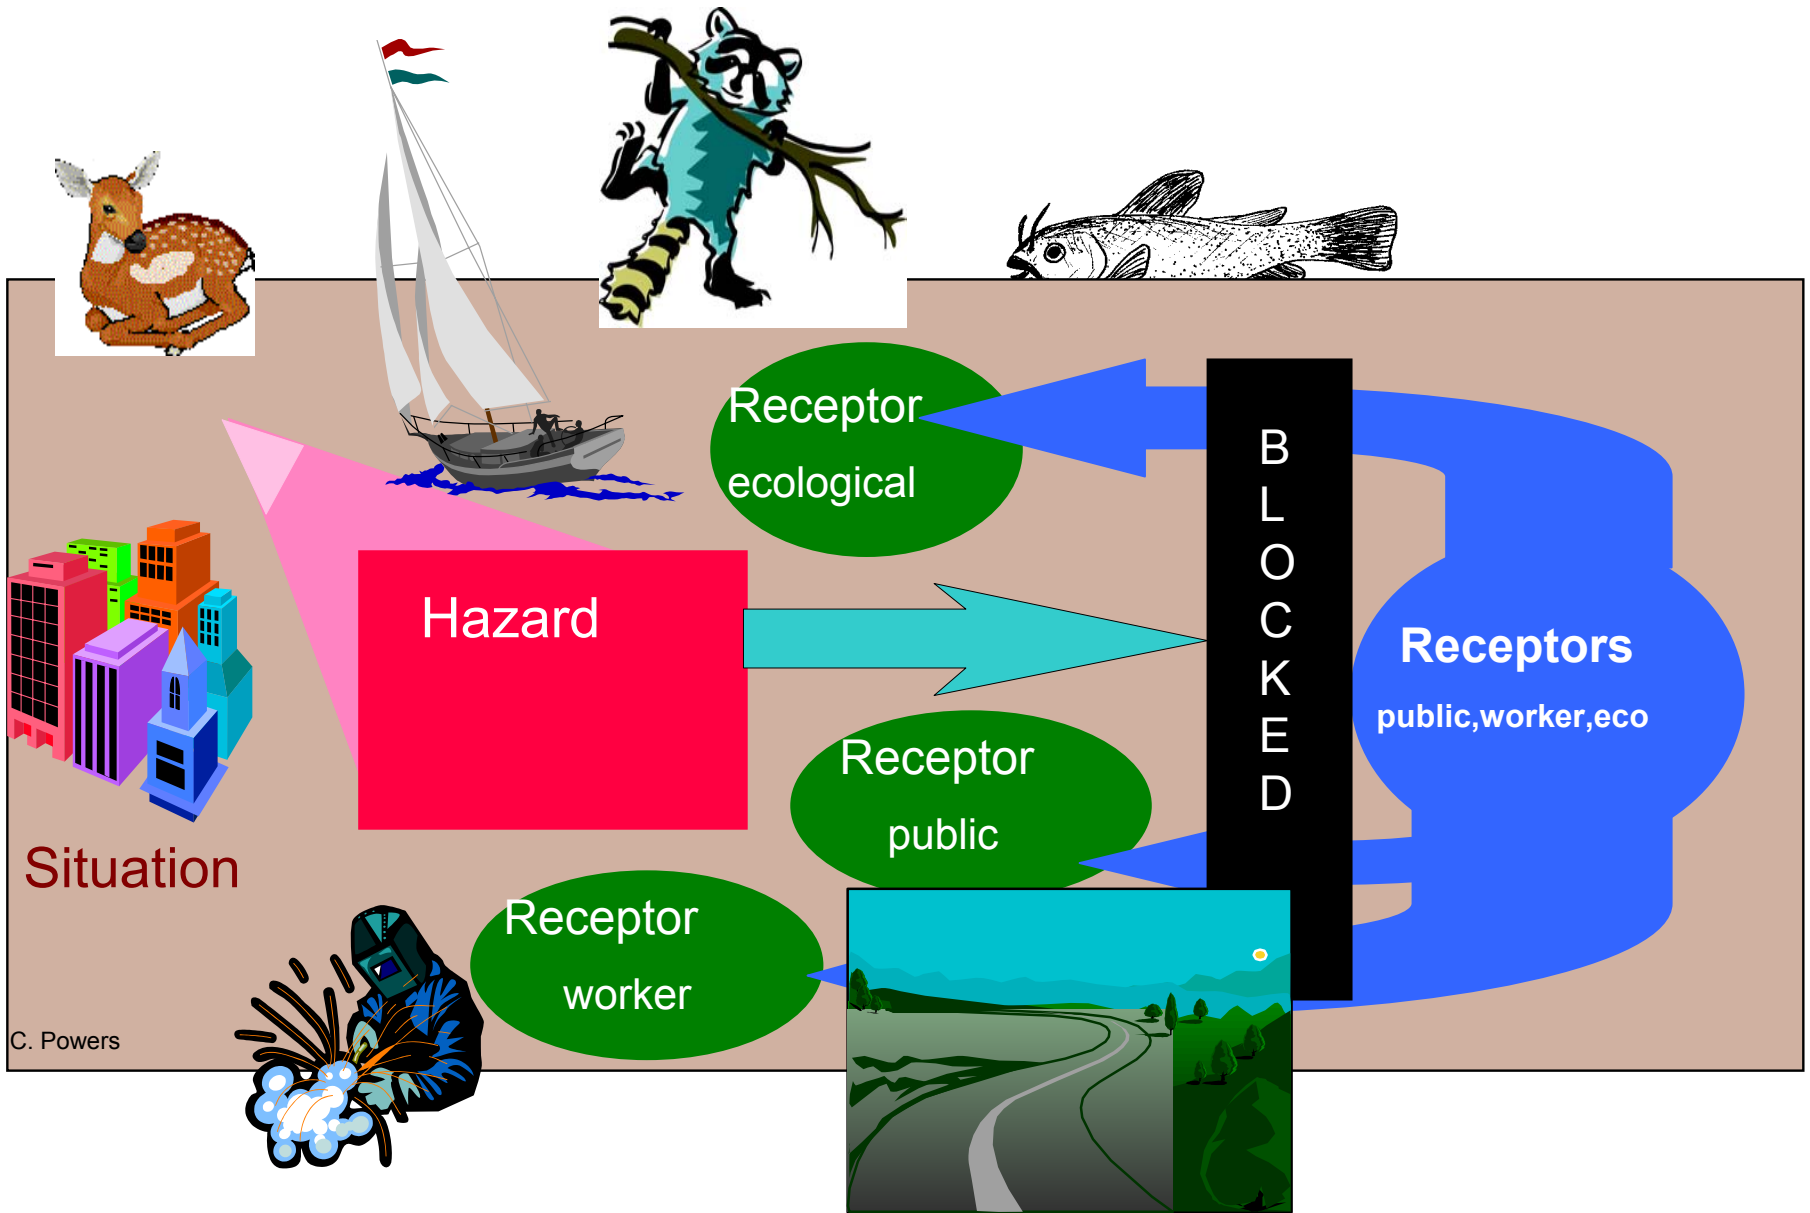 Receptor
ecological
B
L
O
C
K
E
D
Hazard
Receptors
public,worker,eco
Receptor
public
Situation
Receptor
worker
C. Powers